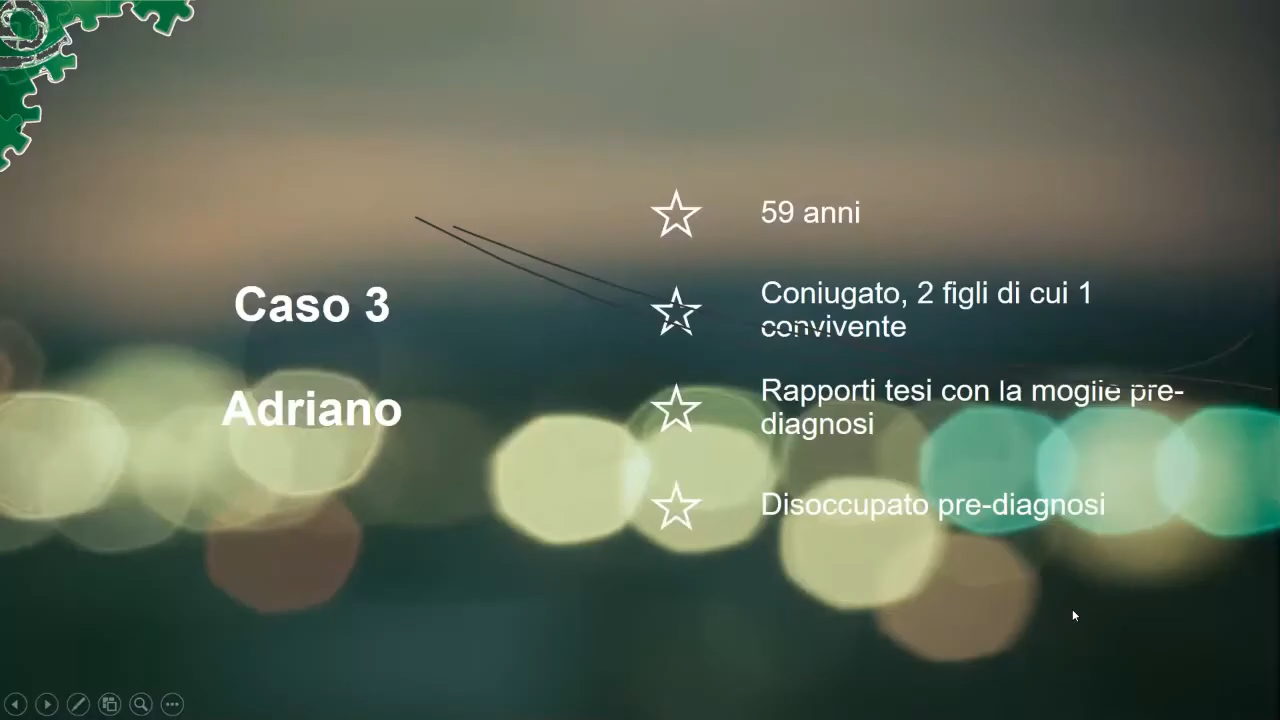 Caso 3
Adriano
59 anni
Coniugato, 2 figli di cui 1
convivente
Rapporti tesi con la moglie pre-
diagnosi
Disoccupato pre-diagnosi